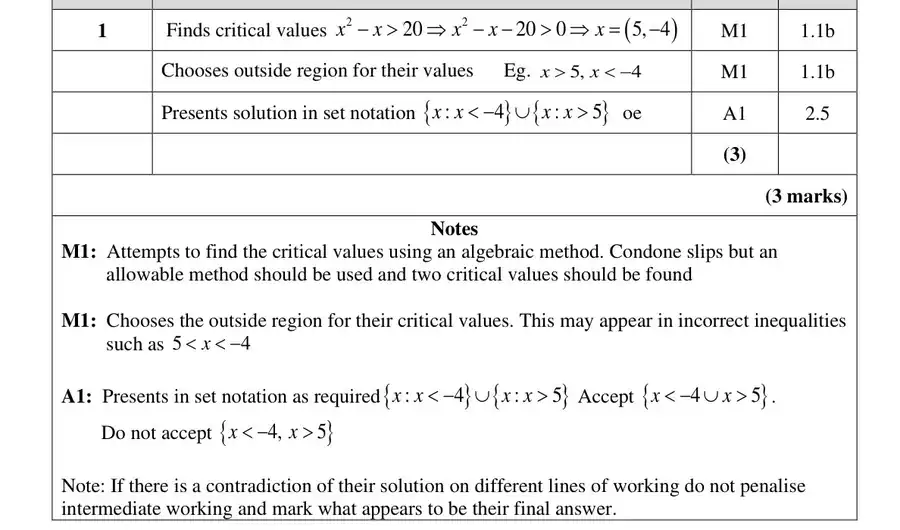 1 Finds critical values x² − x > 20 ⇒ x² − x − 20 > 0 ⇒ x = (5, −4) M1 1.1b
Chooses outside region for their values Eg. x > 5, x < −4 M1 1.1b
Presents solution in set notation {x : x < −4} ∪ {x : x > 5} oe A1 2.5
(3)
(3 marks)
Notes
M1: Attempts to find the critical values using an algebraic method. Condone slips but an
allowable method should be used and two critical values should be found
M1: Chooses the outside region for their critical values. This may appear in incorrect inequalities
such as 5 < x < −4
A1: Presents in set notation as required {x : x < −4} ∪ {x : x > 5} Accept {x < −4 ∪ x > 5}.
Do not accept {x < −4, x > 5}
Note: If there is a contradiction of their solution on different lines of working do not penalise
intermediate working and mark what appears to be their final answer.